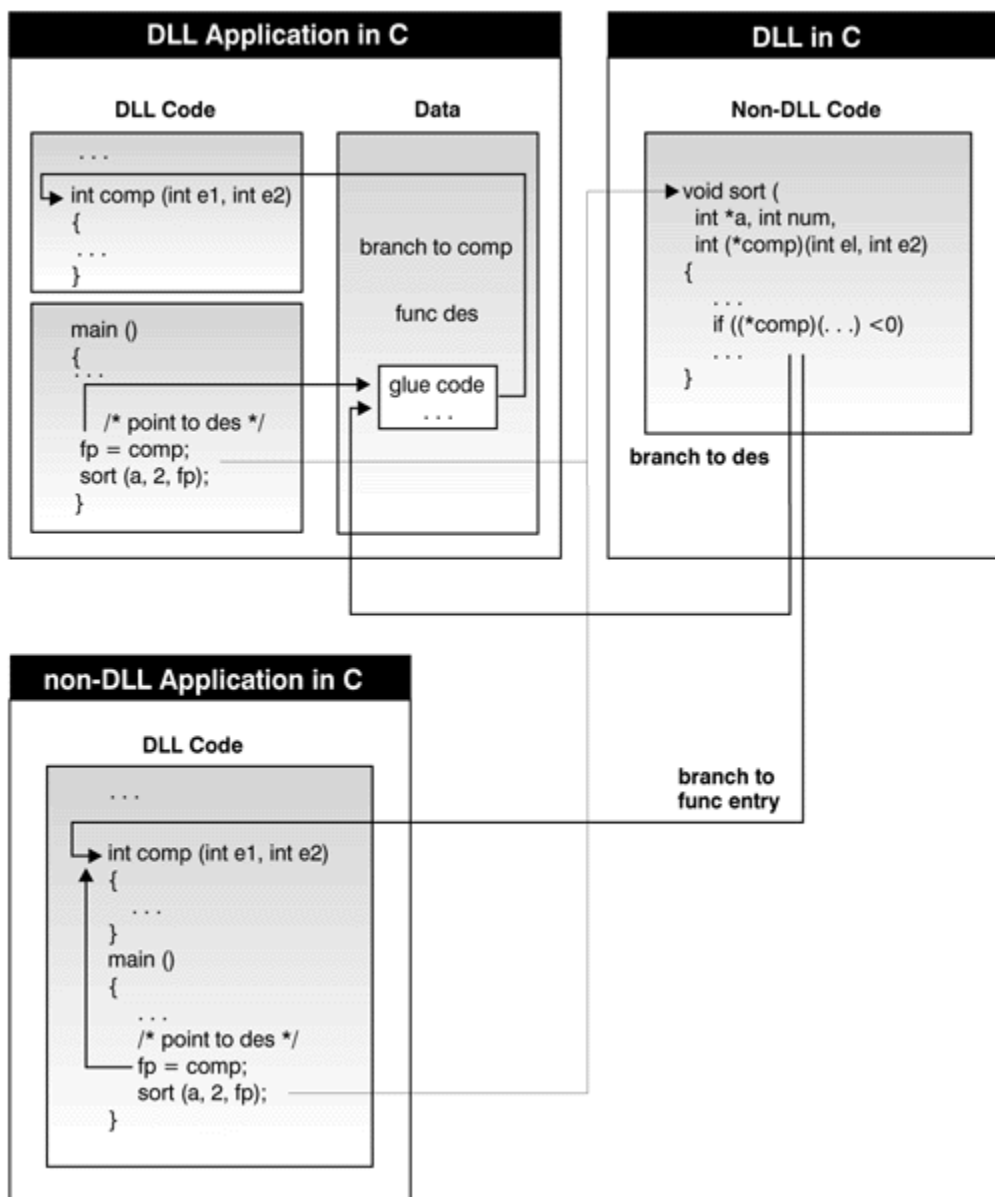 DLL Application in C
DLL Code
. . .
int comp (int e1, int e2)
{
. . .
}
main ()
{
. . .
/* point to des */
fp = comp;
sort (a, 2, fp);
}
Data
branch to comp
func des
glue code
. . .
DLL in C
Non-DLL Code
void sort (
int *a, int num,
int (*comp)(int el, int e2)
{
. . .
if ((*comp)(. . .) <0)
. . .
}
branch to des
non-DLL Application in C
DLL Code
. . .
int comp (int e1, int e2)
{
. . .
}
main ()
{
. . .
/* point to des */
fp = comp;
sort (a, 2, fp);
}
branch to
func entry